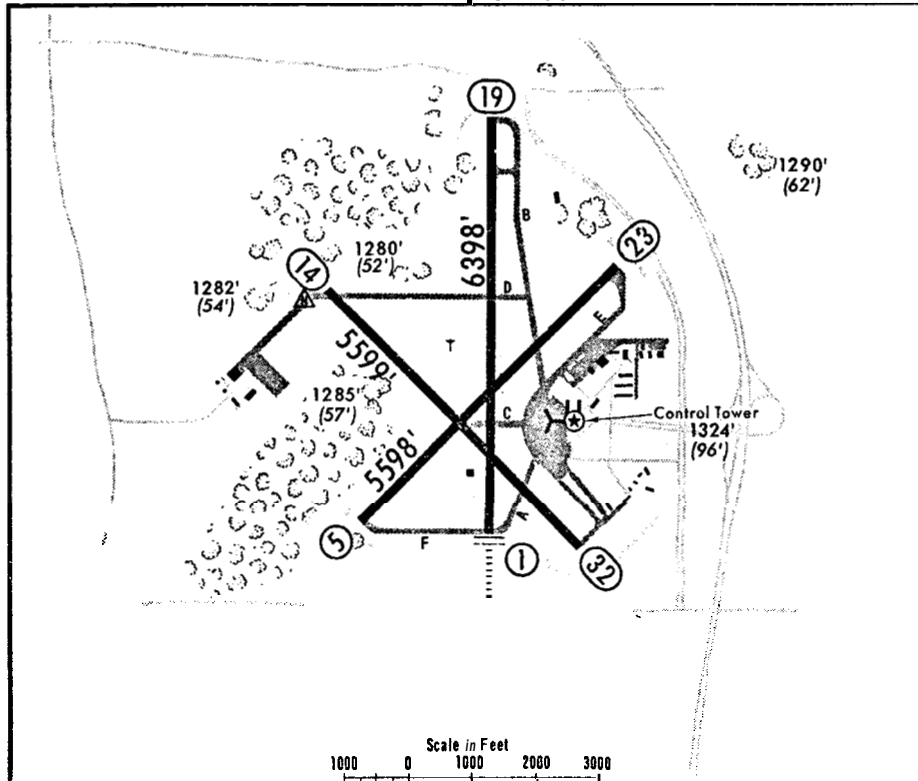 19
1290'
(62')
B
23
6398'
1280'
(52')
14
1282'
(54')
D
E
5599'
T
1285'
(57')
C
Control Tower
1324'
(96')
5598'
A
5
F
1
32
Scale in Feet
1000 0 1000 2000 3000